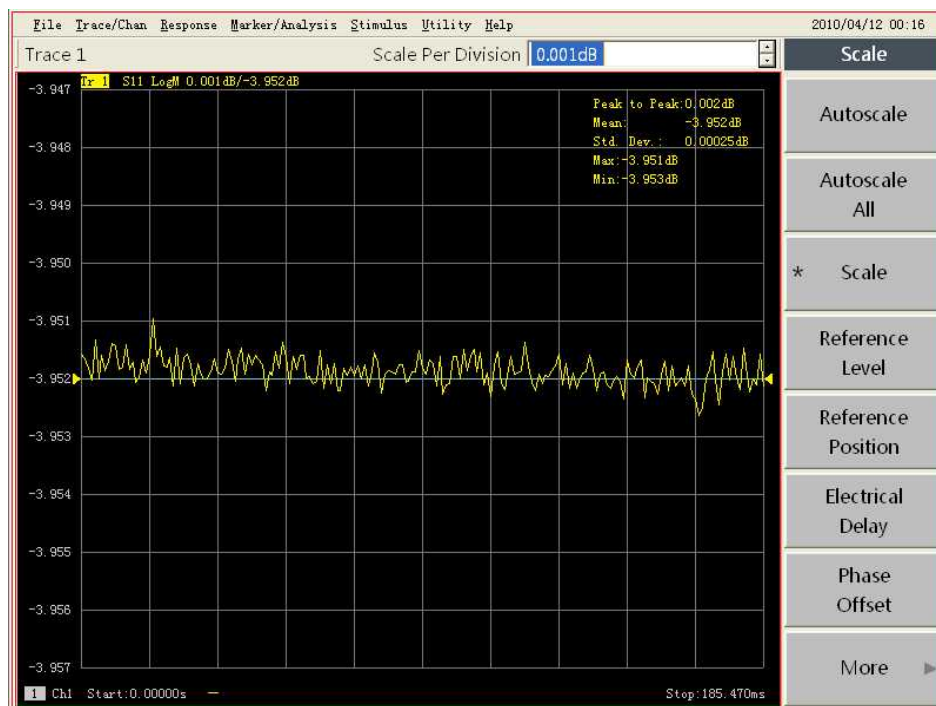 File Trace/Chan Response Marker/Analysis Stimulus Utility Help 2010/04/12 00:16
Trace 1 Scale Per Division 0.001dB
Scale
Tr 1 S11 LogM 0.001dB/-3.952dB
Peak to Peak:0.002dB
Mean: -3.952dB
Std. Dev.: 0.00025dB
Max:-3.951dB
Min:-3.953dB
-3.947
-3.948
-3.949
-3.950
-3.951
-3.952
-3.953
-3.954
-3.955
-3.956
-3.957
1 Ch1 Start:0.00000s — Stop:185.470ms
Autoscale
Autoscale
All
* Scale
Reference
Level
Reference
Position
Electrical
Delay
Phase
Offset
More